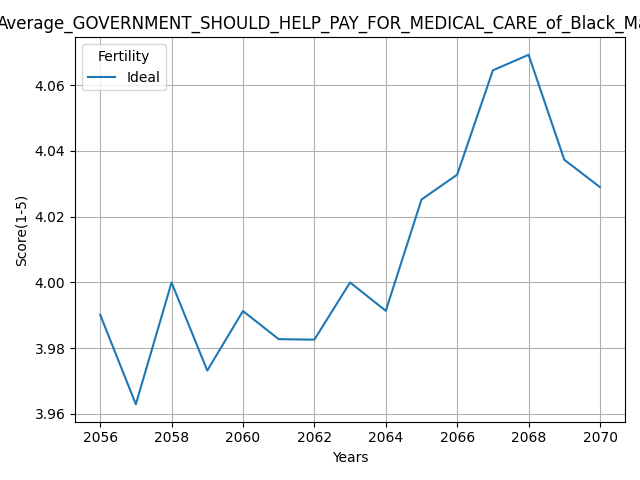 Average_GOVERNMENT_SHOULD_HELP_PAY_FOR_MEDICAL_CARE_of_Black_Ma
Fertility
Ideal
4.06
4.04
4.02
4.00
3.98
3.96
Score(1-5)
2056 2058 2060 2062 2064 2066 2068 2070
Years